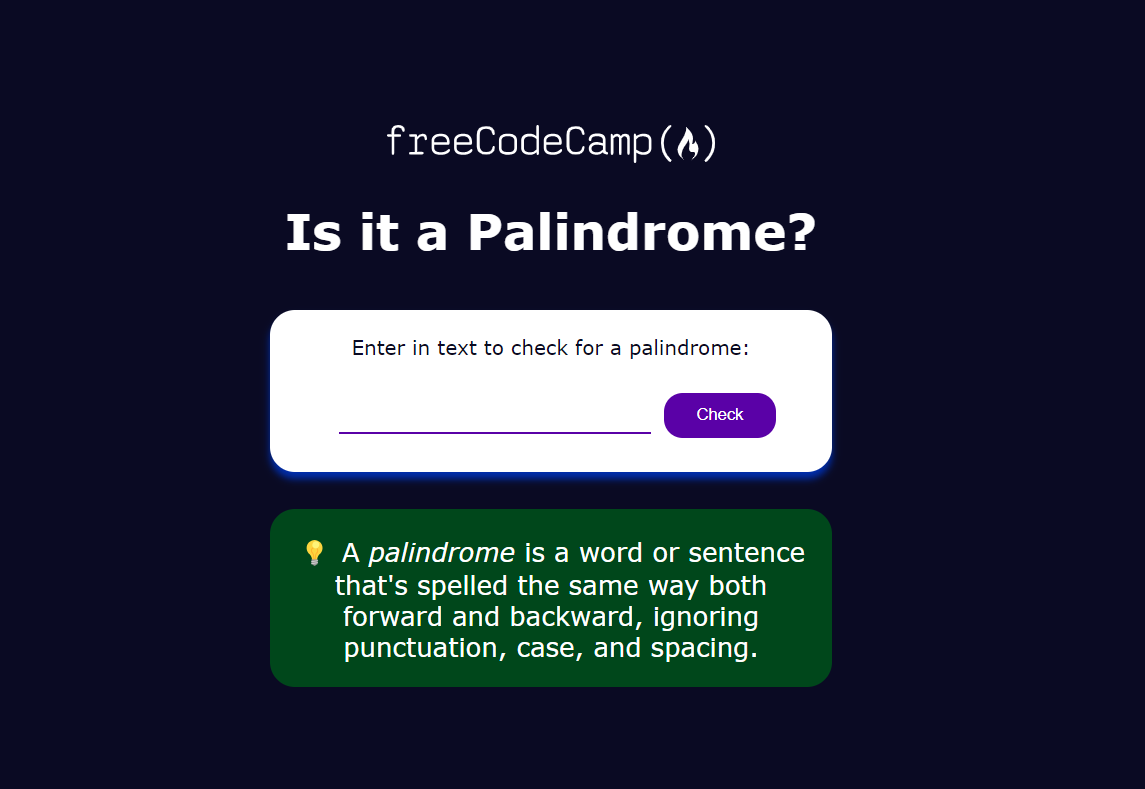 freeCodeCamp(🔥)
Is it a Palindrome?
Enter in text to check for a palindrome:
Check
💡 A palindrome is a word or sentence
that's spelled the same way both
forward and backward, ignoring
punctuation, case, and spacing.